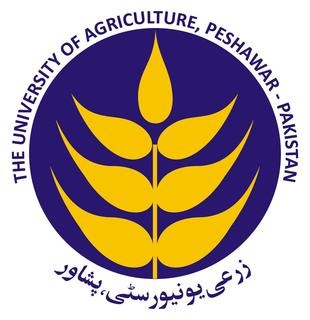 THE UNIVERSITY OF AGRICULTURE, PESHAWAR - PAKISTAN
زرعی یونیورسٹی، پشاور